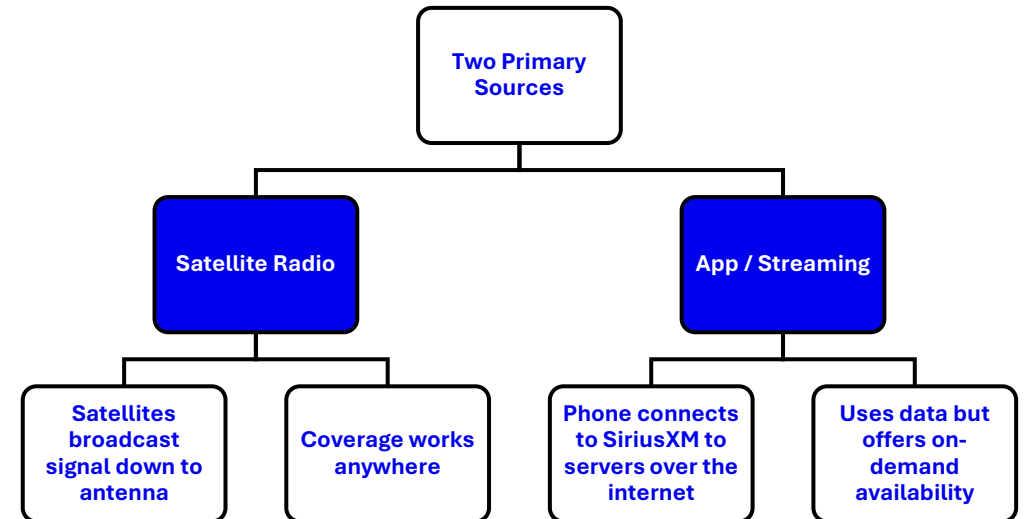 Two Primary
Sources
Satellite Radio
App / Streaming
Satellites
broadcast
signal down to
antenna
Coverage works
anywhere
Phone connects
to SiriusXM to
servers over the
internet
Uses data but
offers on-
demand
availability